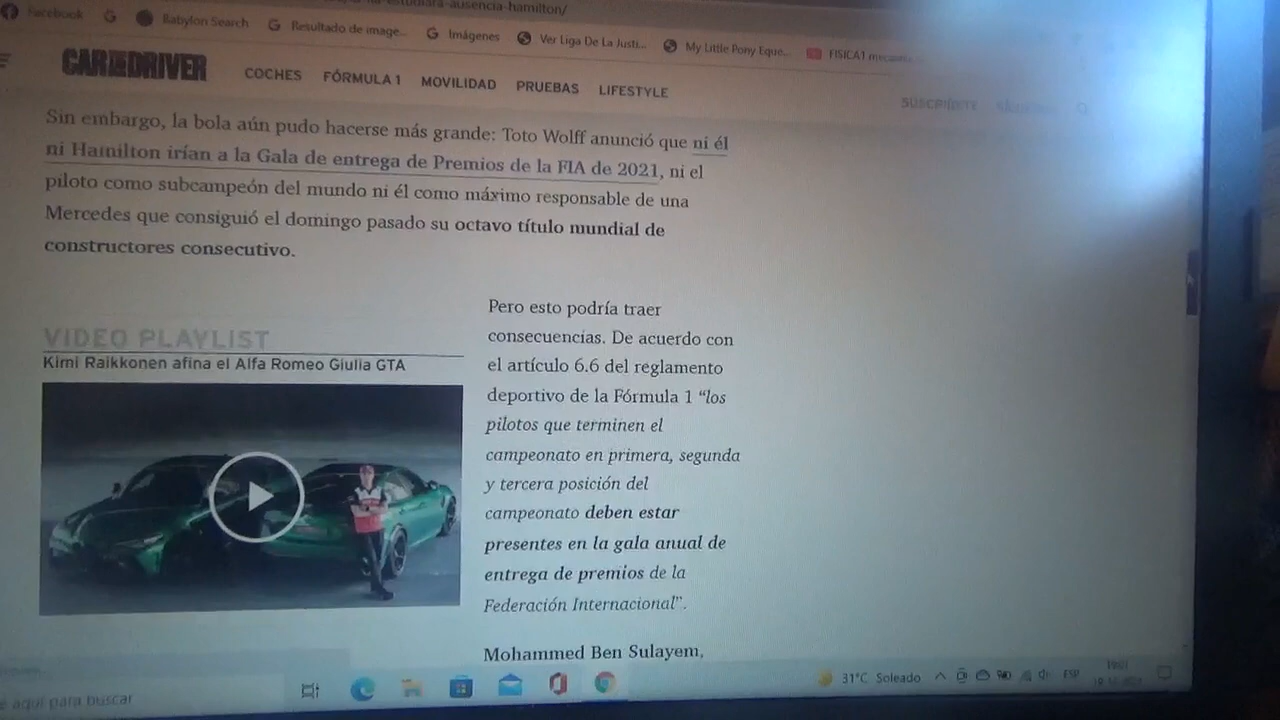 -ausencia-hamilton/
Facebook
Babylon Search
Resultado de image...
Imágenes
Ver Liga De La Justi...
My Little Pony Eque...
FISICA1
CAR AND DRIVER
COCHES
FÓRMULA 1
MOVILIDAD
PRUEBAS
LIFESTYLE
SUSCRÍBETE
Sin embargo, la bola aún pudo hacerse más grande: Toto Wolff anunció que ni él
ni Hamilton irían a la Gala de entrega de Premios de la FIA de 2021, ni el
piloto como subcampeón del mundo ni él como máximo responsable de una
Mercedes que consiguió el domingo pasado su octavo título mundial de
constructores consecutivo.
VIDEO PLAYLIST
Kimi Raikkonen afina el Alfa Romeo Giulia GTA
Pero esto podría traer
consecuencias. De acuerdo con
el artículo 6.6 del reglamento
deportivo de la Fórmula 1 “los
pilotos que terminen el
campeonato en primera, segunda
y tercera posición del
campeonato deben estar
presentes en la gala anual de
entrega de premios de la
Federación Internacional”.
Mohammed Ben Sulayem,
aquí para buscar
31°C Soleado
ESP